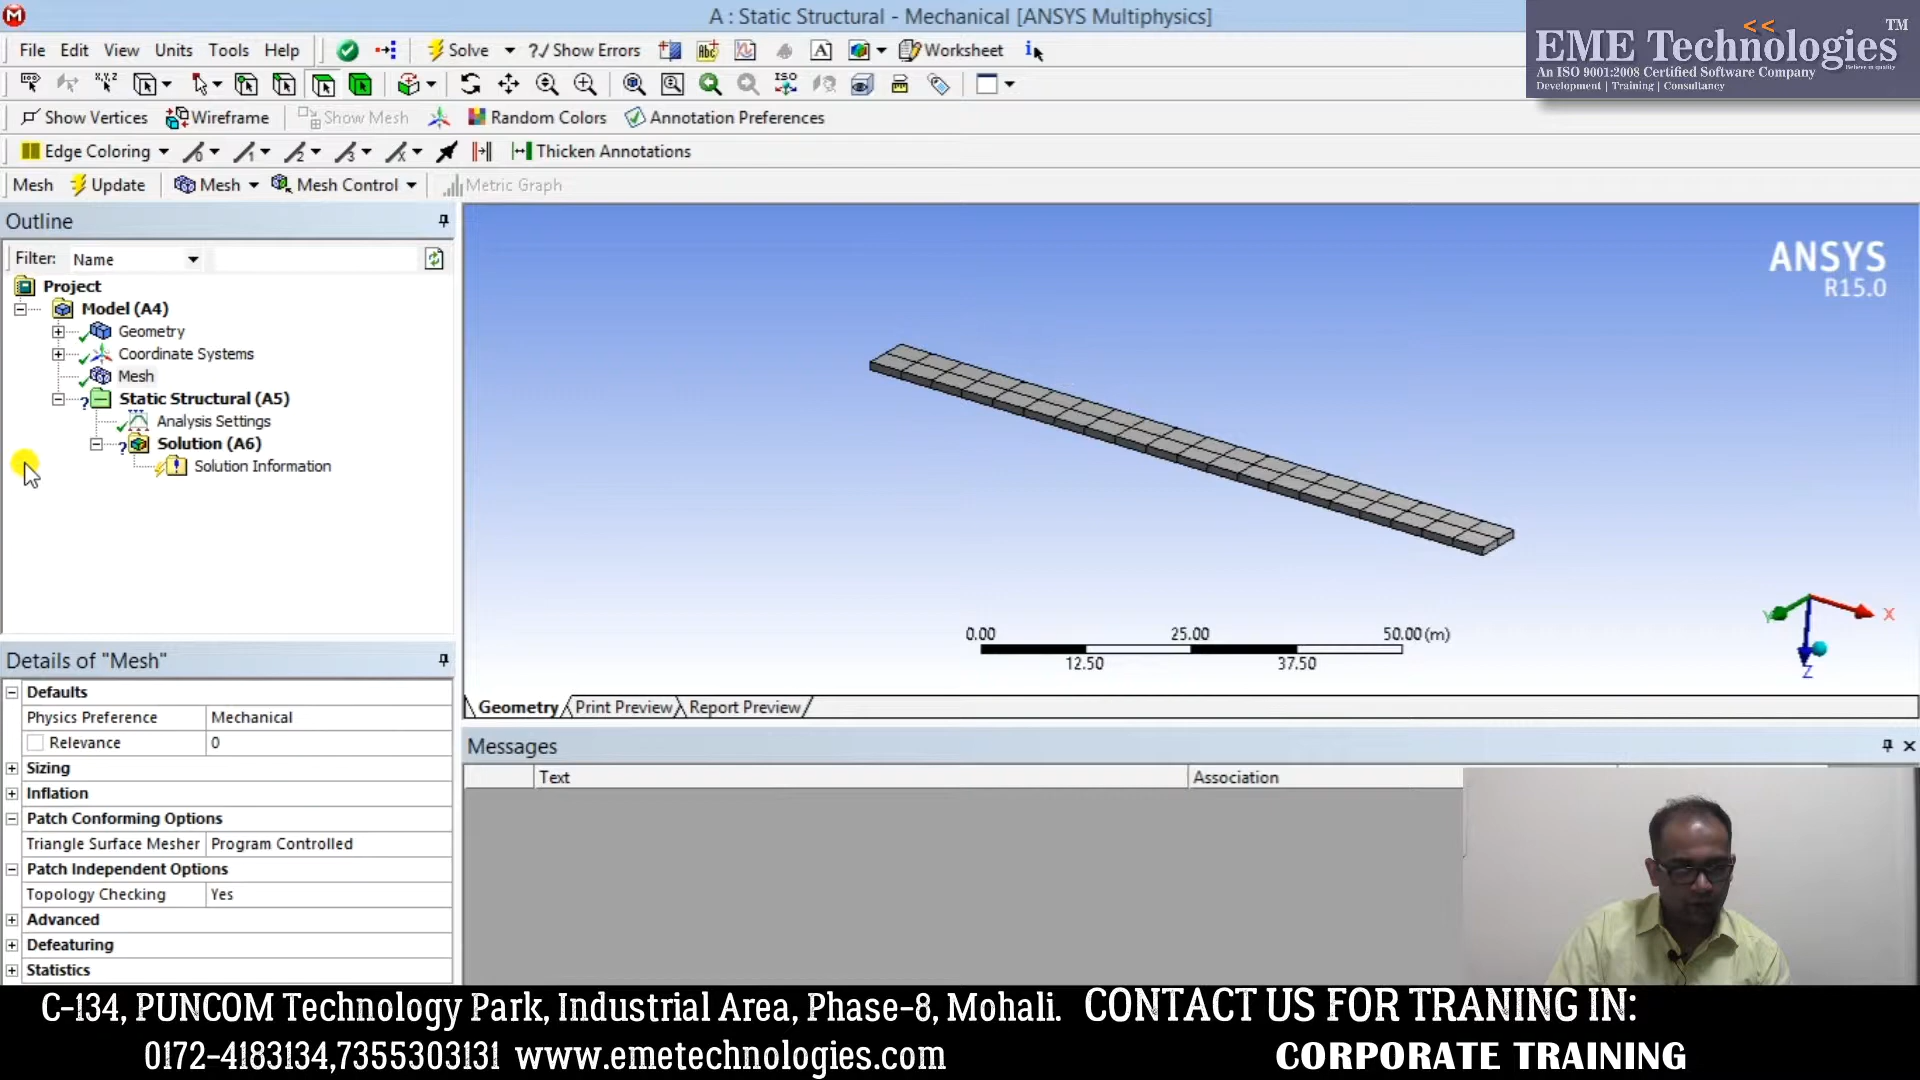 A : Static Structural - Mechanical [ANSYS Multiphysics]
EME Technologies TM
An ISO 9001:2008 Certified Software Company
Development | Training | Consultancy
File Edit View Units Tools Help Solve ?/ Show Errors Worksheet
Show Vertices Wireframe Show Mesh Random Colors Annotation Preferences
Edge Coloring Thicken Annotations
Mesh Update Mesh Mesh Control Metric Graph
Outline
Filter: Name
Project
Model (A4)
Geometry
Coordinate Systems
Mesh
Static Structural (A5)
Analysis Settings
Solution (A6)
Solution Information
ANSYS
R15.0
0.00 25.00 50.00 (m)
12.50 37.50
X
Y
Z
Geometry Print Preview Report Preview
Details of "Mesh"
Defaults
Physics Preference Mechanical
Relevance 0
Sizing
Inflation
Patch Conforming Options
Triangle Surface Mesher Program Controlled
Patch Independent Options
Topology Checking Yes
Advanced
Defeaturing
Statistics
Messages
Text Association
C-134, PUNCOM Technology Park, Industrial Area, Phase-8, Mohali. CONTACT US FOR TRANING IN:
0172-4183134,7355303131 www.emetechnologies.com CORPORATE TRAINING